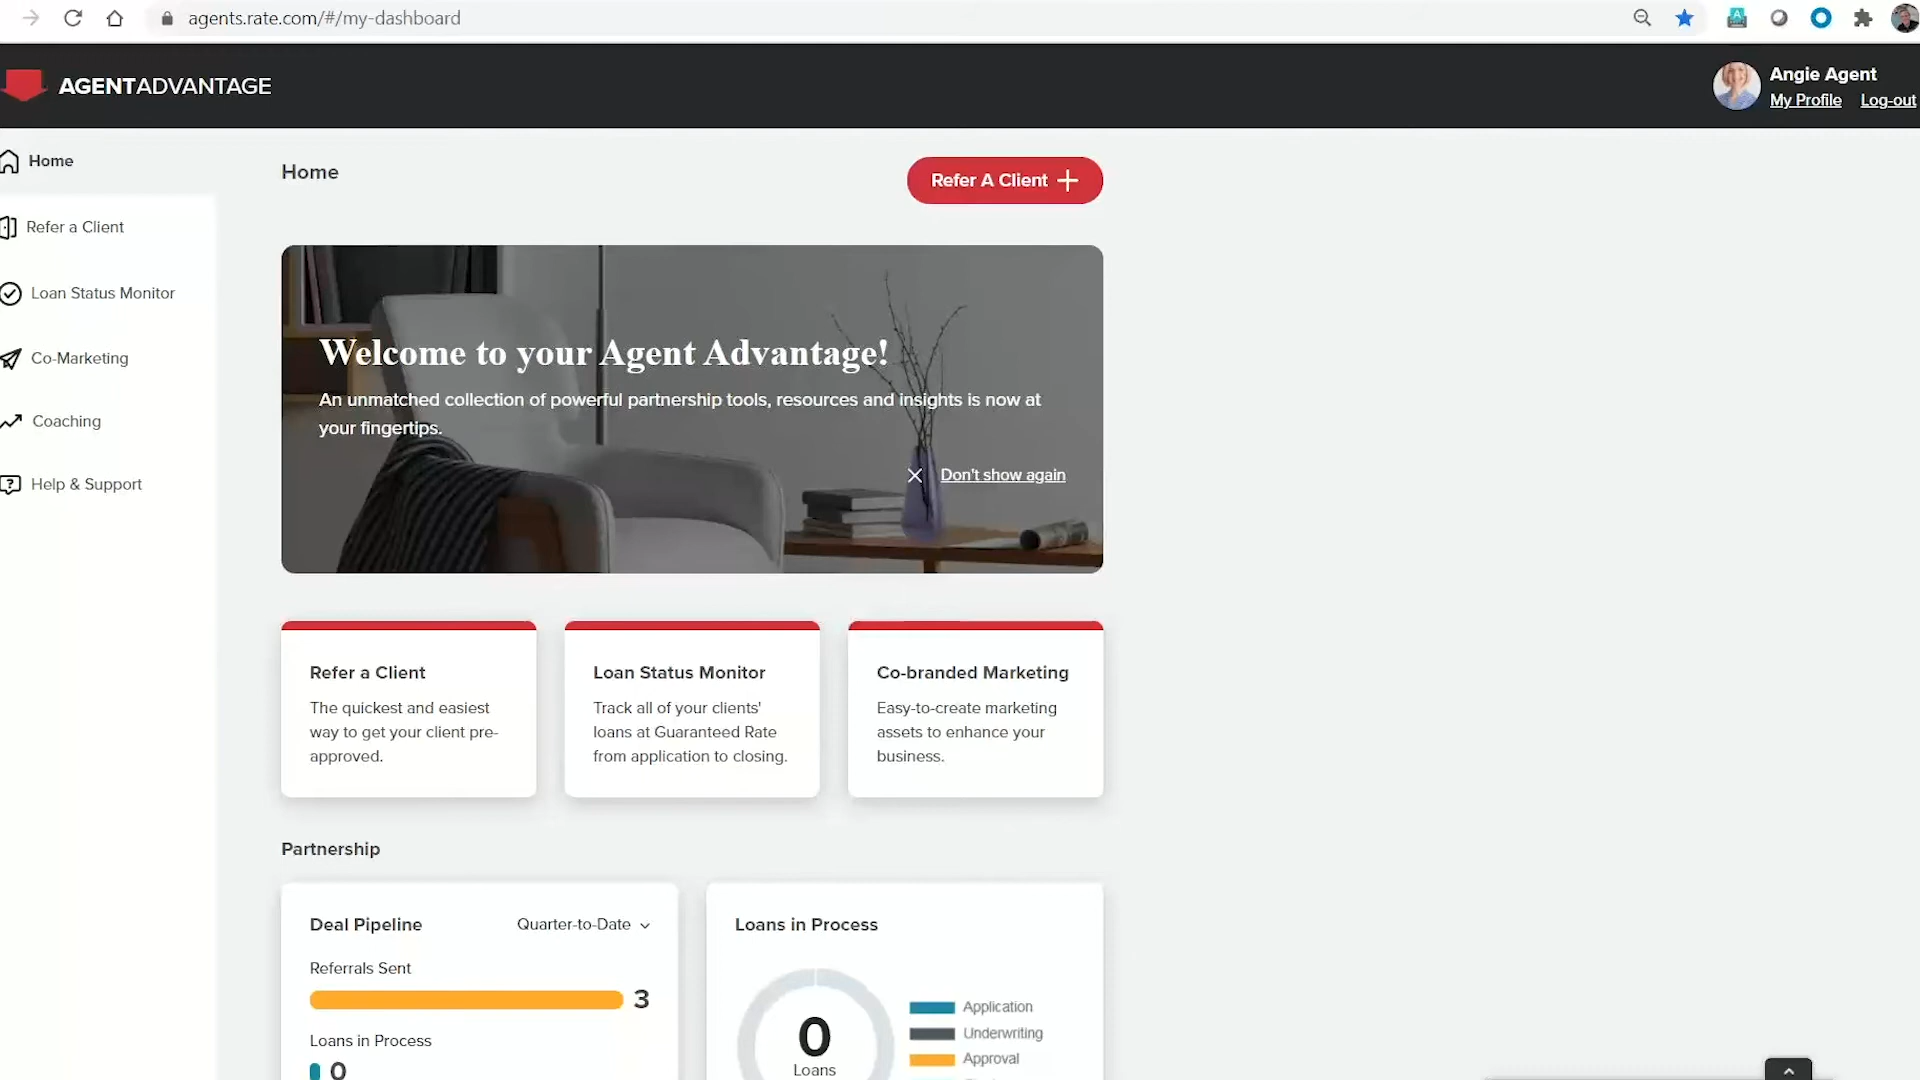 agents.rate.com/#/my-dashboard
AGENTADVANTAGE
Angie Agent
My Profile Log-out
Home
Refer a Client
Loan Status Monitor
Co-Marketing
Coaching
Help & Support
Home
Refer A Client
Welcome to your Agent Advantage!
An unmatched collection of powerful partnership tools, resources and insights is now at
your fingertips.
Don't show again
Refer a Client
The quickest and easiest
way to get your client pre-
approved.
Loan Status Monitor
Track all of your clients'
loans at Guaranteed Rate
from application to closing.
Co-branded Marketing
Easy-to-create marketing
assets to enhance your
business.
Partnership
Deal Pipeline Quarter-to-Date
Referrals Sent
3
Loans in Process
0
Loans in Process
0
Loans
Application
Underwriting
Approval